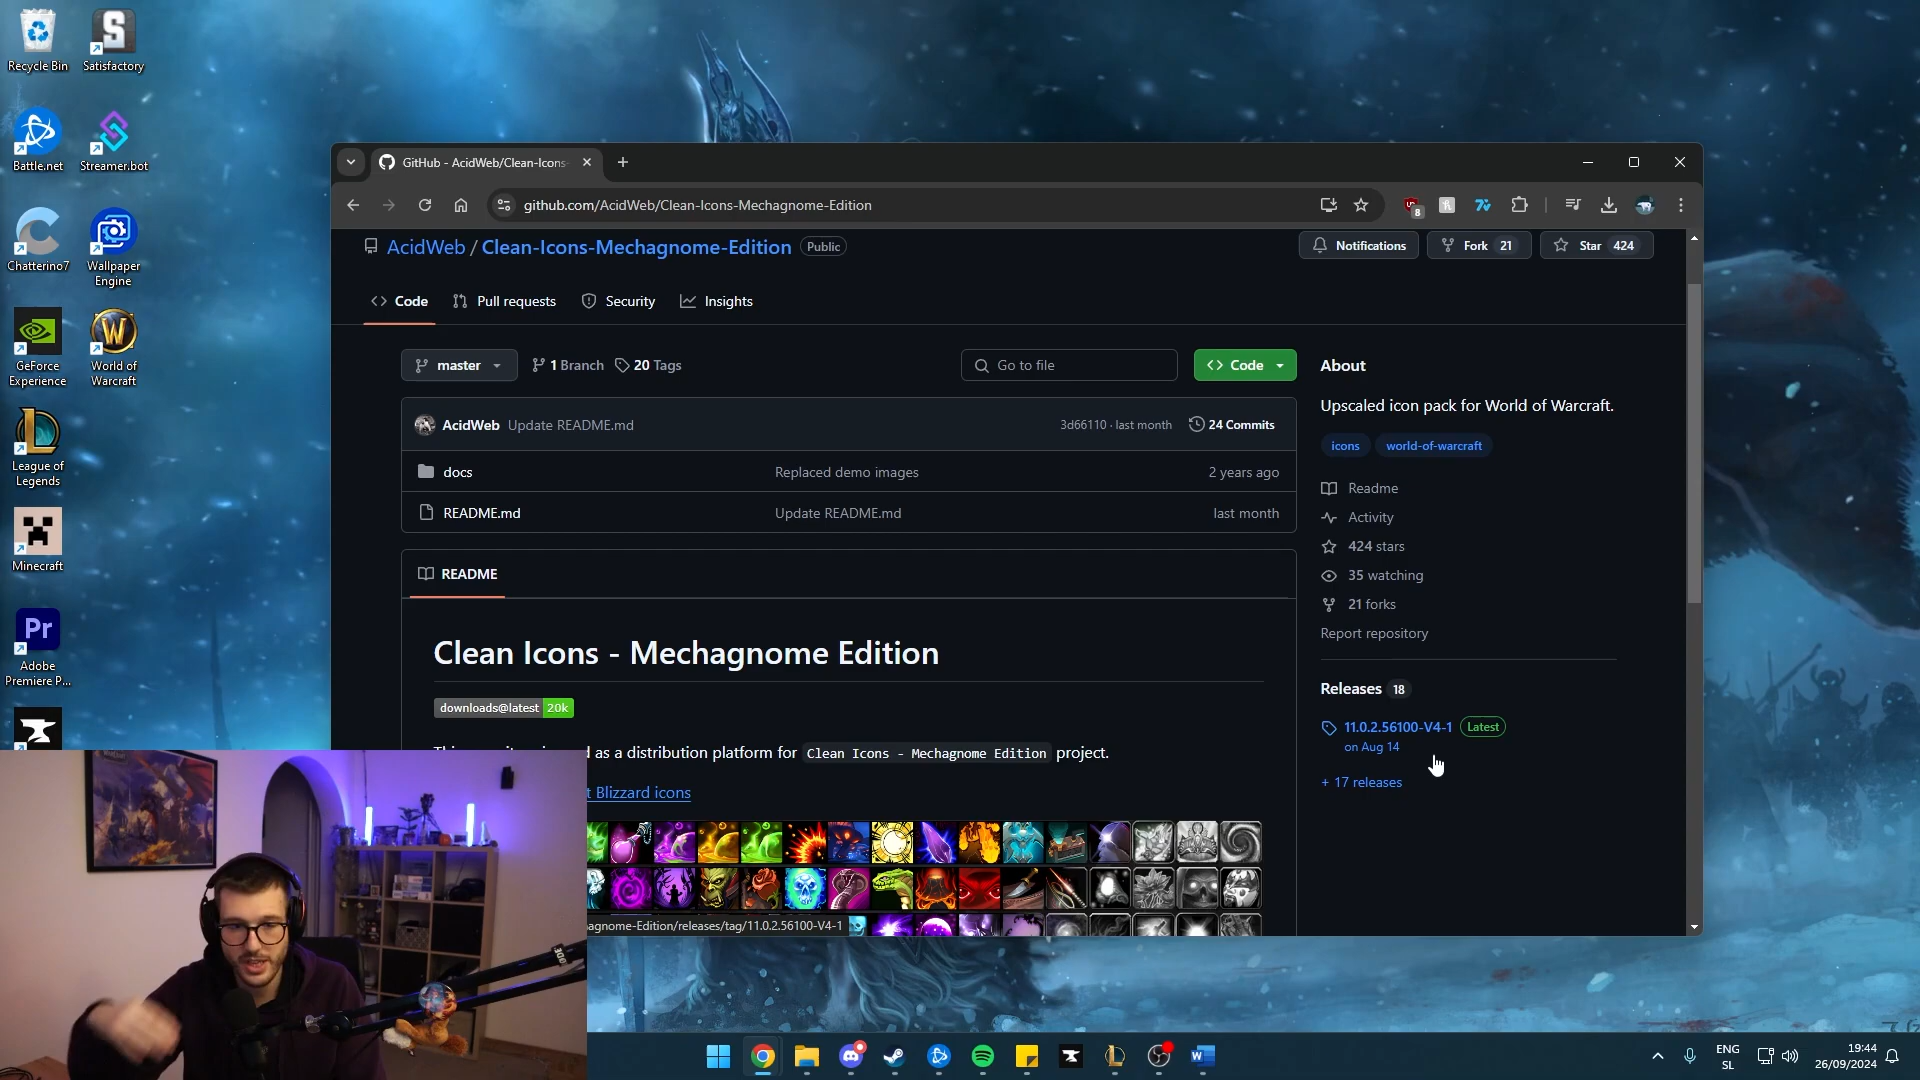 Recycle Bin
Satisfactory
Battle.net
Streamer.bot
Chatterino7
Wallpaper
Engine
GeForce
Experience
World of
Warcraft
League of
Legends
Minecraft
Pr
Adobe
Premiere P...
GitHub - AcidWeb/Clean-Icons-
github.com/AcidWeb/Clean-Icons-Mechagnome-Edition
8
AcidWeb / Clean-Icons-Mechagnome-Edition Public
Notifications
Fork 21
Star 424
Code
Pull requests
Security
Insights
master
1 Branch
20 Tags
Go to file
Code
AcidWeb Update README.md
3d66110 · last month
24 Commits
docs
Replaced demo images
2 years ago
README.md
Update README.md
last month
README
Clean Icons - Mechagnome Edition
downloads@latest 20k
d as a distribution platform for Clean Icons - Mechagnome Edition project.
t Blizzard icons
agnome-Edition/releases/tag/11.0.2.56100-V4-1
About
Upscaled icon pack for World of Warcraft.
icons
world-of-warcraft
Readme
Activity
424 stars
35 watching
21 forks
Report repository
Releases 18
11.0.2.56100-V4-1 Latest
on Aug 14
+ 17 releases
ENG
SL
19:44
26/09/2024